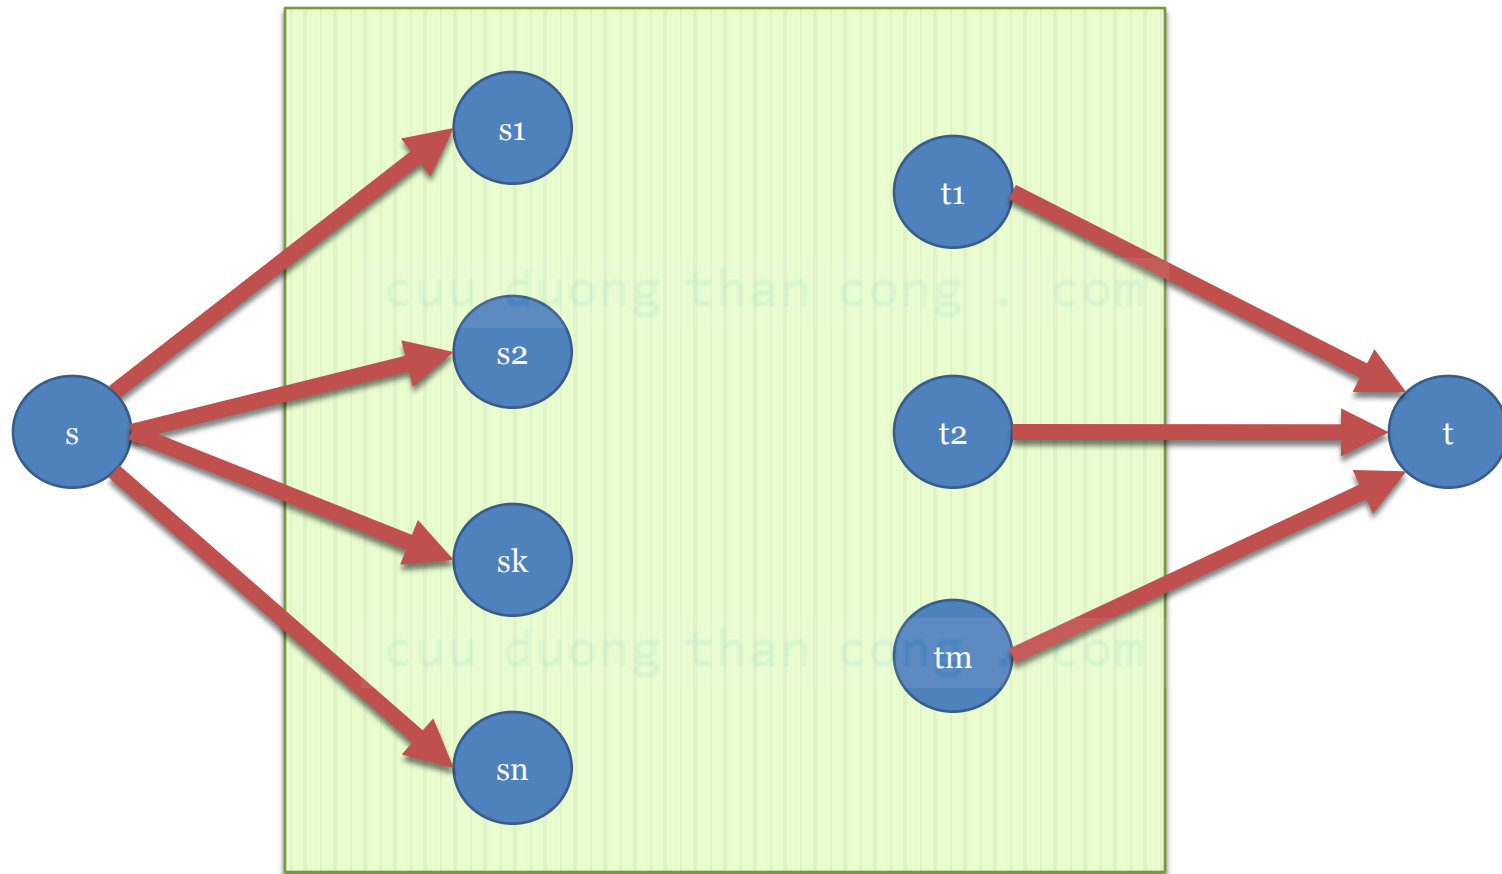 s1
t1
cuu duong than cong . com
s2
s
t2
t
sk
cuu duong than cong . com
tm
sn